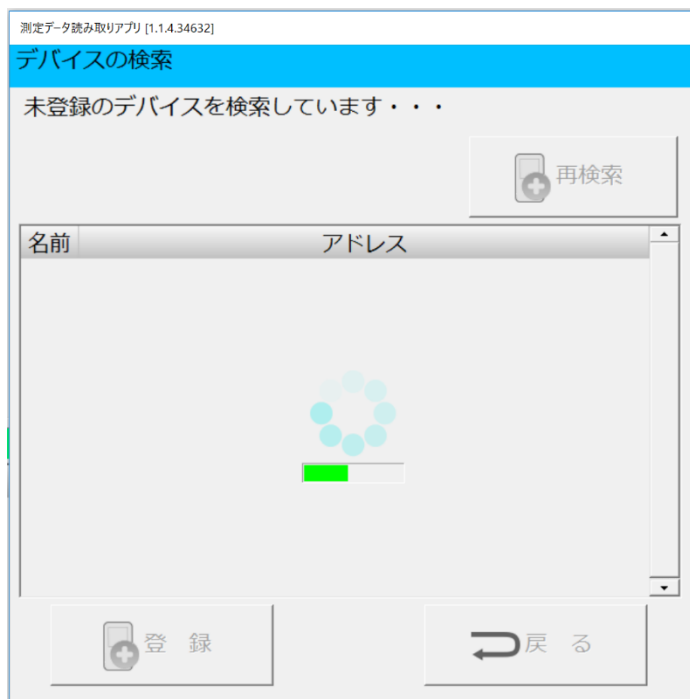 測定データ読み取りアプリ [1.1.4.34632]
デバイスの検索
未登録のデバイスを検索しています・・・
再検索
名前 アドレス
登 録 戻 る